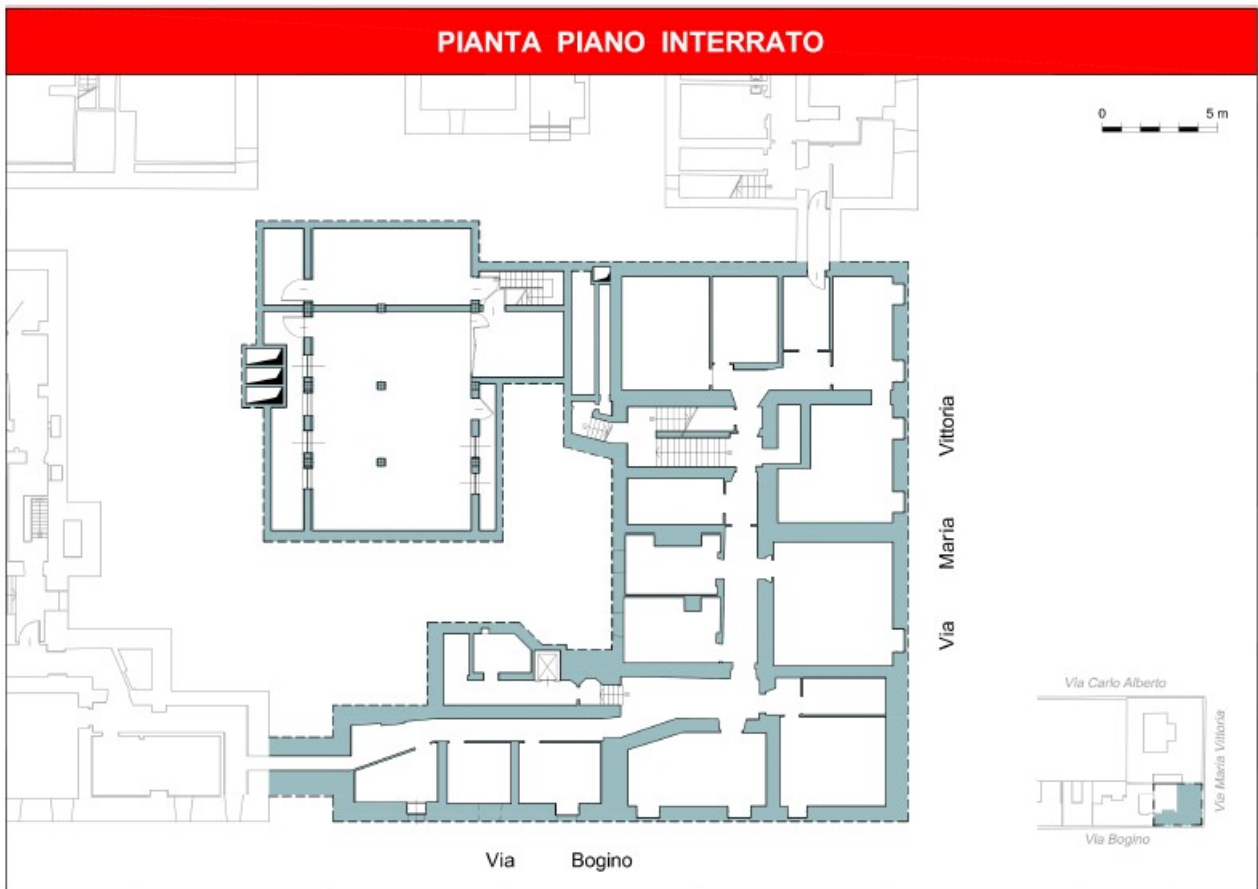 PIANTA PIANO INTERRATO
0 5 m
Via Maria Vittoria
Via Bogino
Via Carlo Alberto
Via Maria Vittoria
Via Bogino